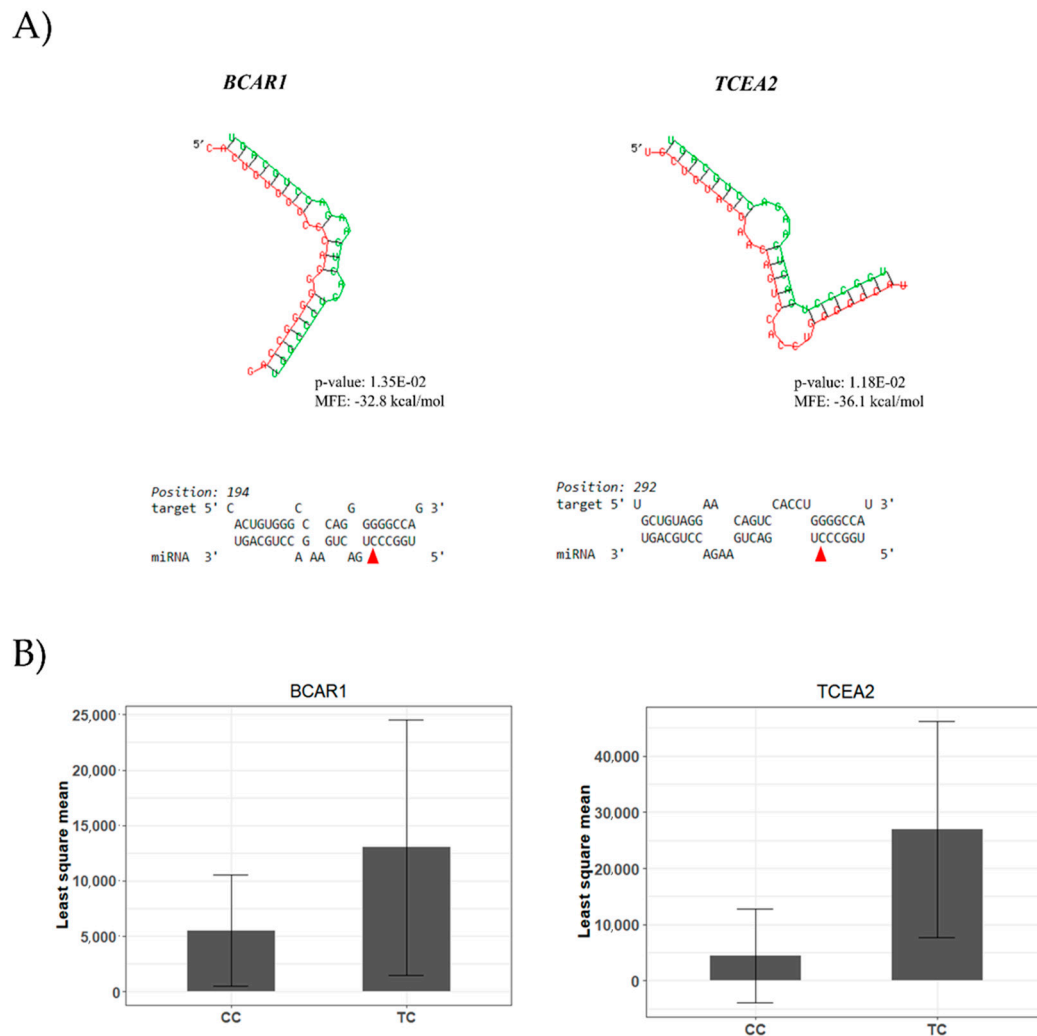 A)
BCAR1
TCEA2
5'
5'
p-value: 1.35E-02
MFE: -32.8 kcal/mol
p-value: 1.18E-02
MFE: -36.1 kcal/mol
Position: 194
target 5' C C C G G 3'
ACUGUGGG C CAG GGGGCCA
UGACGUCC G GUC UCCCGGU
miRNA 3' A AA AG 5'
Position: 292
target 5' U AA CACCU U 3'
GCUGUAGG CAGUC GGGGCCA
UGACGUCC GUCAG UCCCGGU
miRNA 3' AGAA 5'
B)
BCAR1
Least square mean
25,000
20,000
15,000
10,000
5,000
0
CC
TC
TCEA2
Least square mean
40,000
30,000
20,000
10,000
0
CC
TC